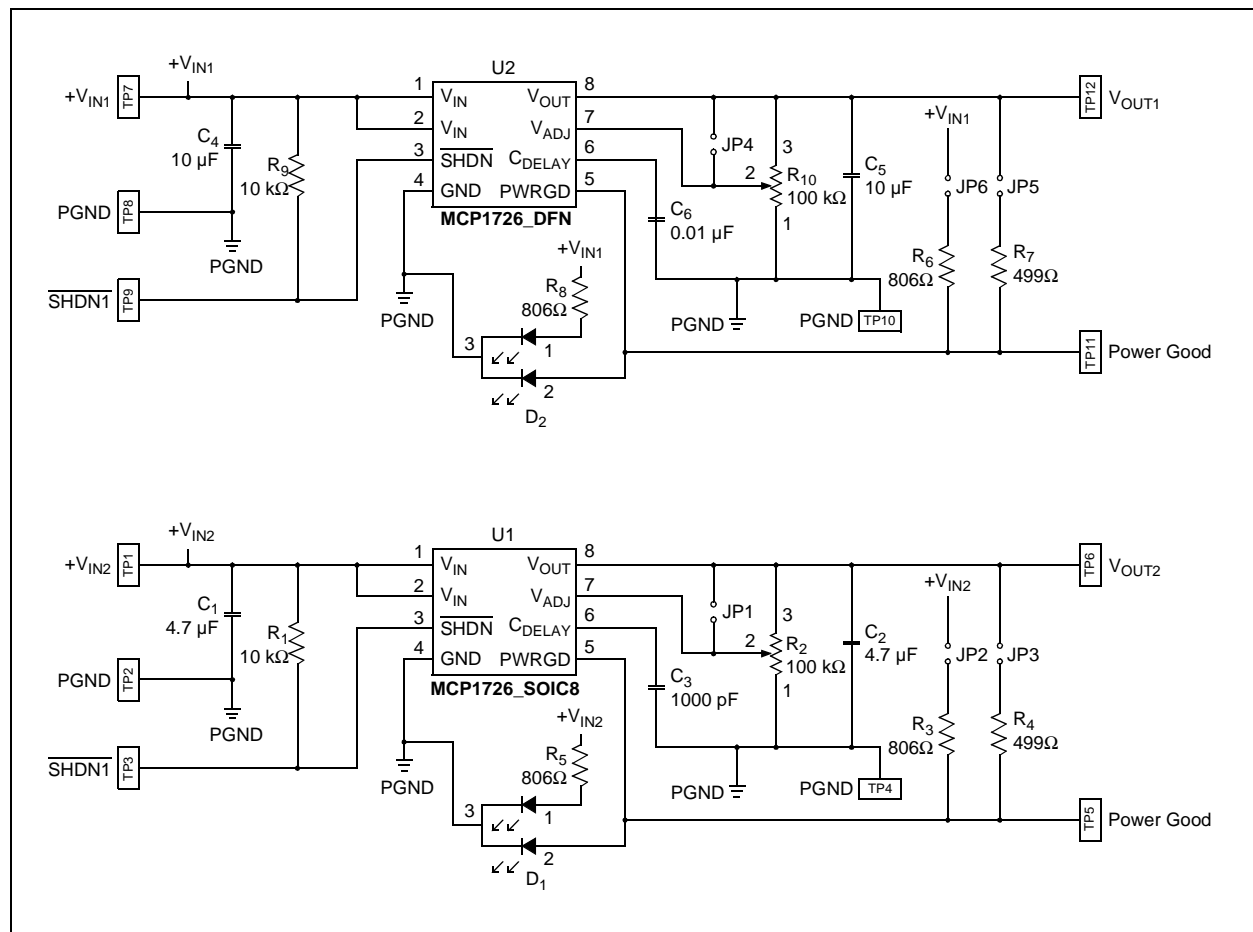 U2
+VIN1
+VIN1
TP7
1
VIN
VOUT
8
TP12
VOUT1
2
VIN
VADJ
7
JP4
+VIN1
C4
10 µF
R9
10 kΩ
3
SHDN
CDELAY
6
3
2
R10
100 kΩ
1
C5
10 µF
JP6
JP5
4
GND
PWRGD
5
MCP1726_DFN
PGND
TP8
PGND
C6
0.01 µF
+VIN1
R6
806Ω
R7
499Ω
SHDN1
TP9
PGND
R8
806Ω
PGND
PGND
TP10
3
1
2
D2
TP11
Power Good
U1
+VIN2
+VIN2
TP1
1
VIN
VOUT
8
TP6
VOUT2
2
VIN
VADJ
7
JP1
+VIN2
C1
4.7 µF
R1
10 kΩ
3
SHDN
CDELAY
6
3
2
R2
100 kΩ
1
C2
4.7 µF
JP2
JP3
4
GND
PWRGD
5
MCP1726_SOIC8
PGND
TP2
PGND
C3
1000 pF
+VIN2
R3
806Ω
R4
499Ω
SHDN1
TP3
PGND
R5
806Ω
PGND
PGND
TP4
3
1
2
D1
TP5
Power Good